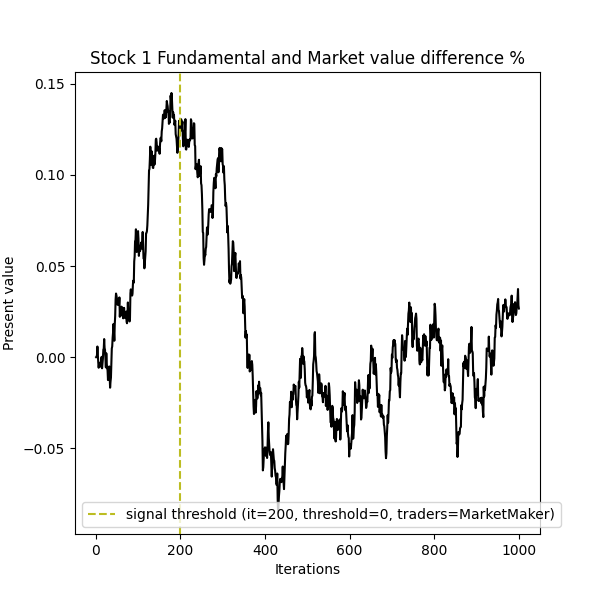 Stock 1 Fundamental and Market value difference %
Present value
0.15
0.10
0.05
0.00
−0.05
signal threshold (it=200, threshold=0, traders=MarketMaker)
0 200 400 600 800 1000
Iterations